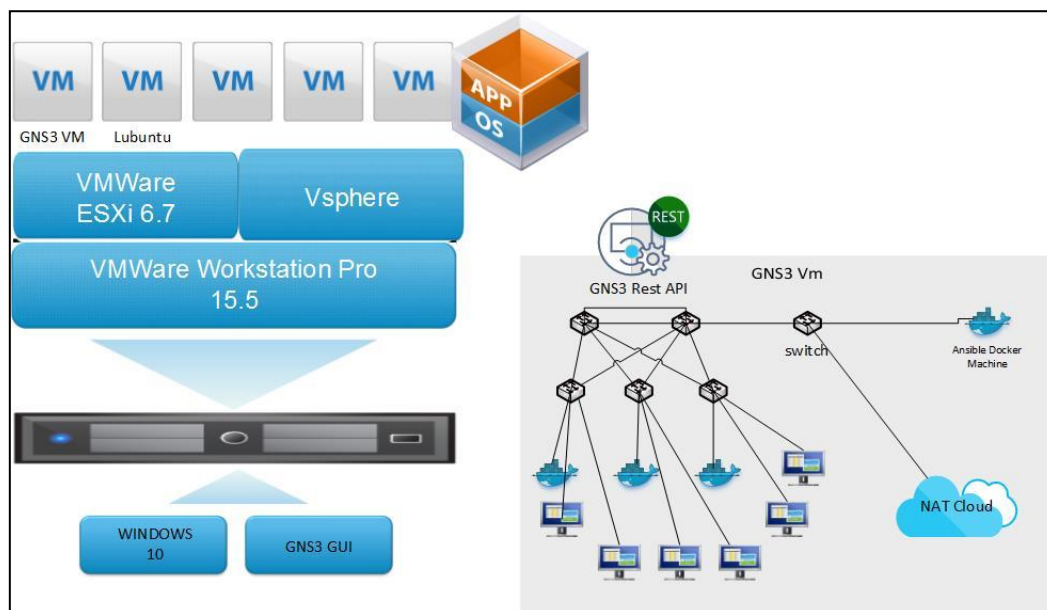 VM
VM
VM
VM
VM
APP
OS
GNS3 VM
Lubuntu
VMWare
ESXi 6.7
Vsphere
VMWare Workstation Pro
15.5
WINDOWS
10
GNS3 GUI
REST
GNS3 Rest API
GNS3 Vm
switch
Ansible Docker
Machine
NAT Cloud